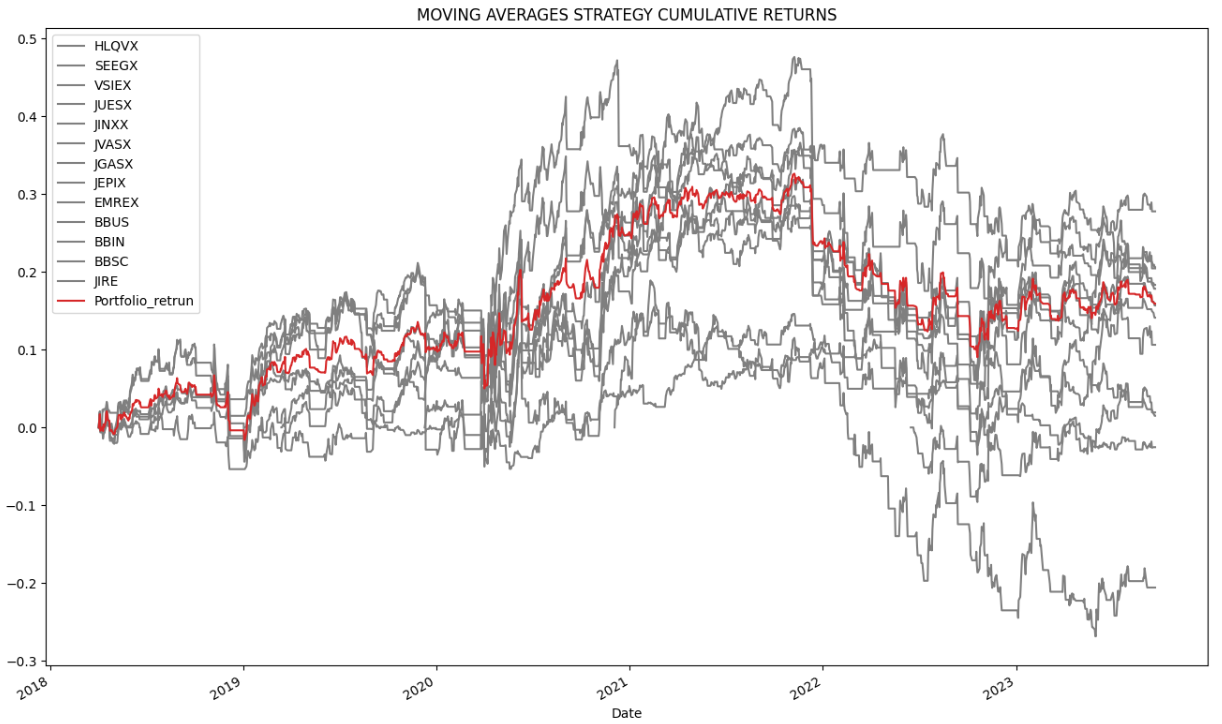 MOVING AVERAGES STRATEGY CUMULATIVE RETURNS
0.5
0.4
0.3
0.2
0.1
0.0
−0.1
−0.2
−0.3
HLQVX
SEEGX
VSIEX
JUESX
JINXX
JVASX
JGASX
JEPIX
EMREX
BBUS
BBIN
BBSC
JIRE
Portfolio_retrun
2018
2019
2020
2021
2022
2023
Date